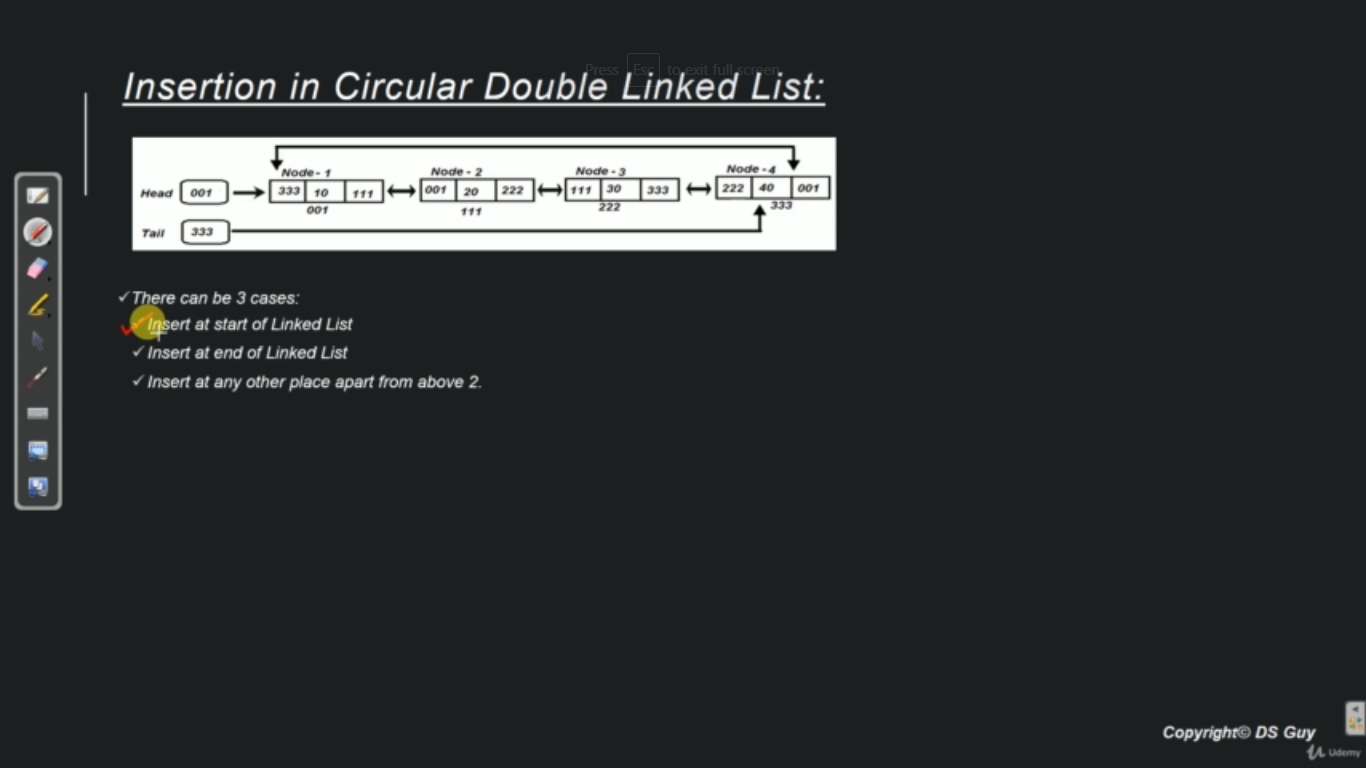 Press Esc to exit full screen
Insertion in Circular Double Linked List:
Node - 1 Node - 2 Node - 3 Node - 4
Head 001 333 10 111 001 20 222 111 30 333 222 40 001
001 111 222 333
Tail 333
✓There can be 3 cases:
✓Insert at start of Linked List
✓Insert at end of Linked List
✓Insert at any other place apart from above 2.
Copyright© DS Guy
Udemy